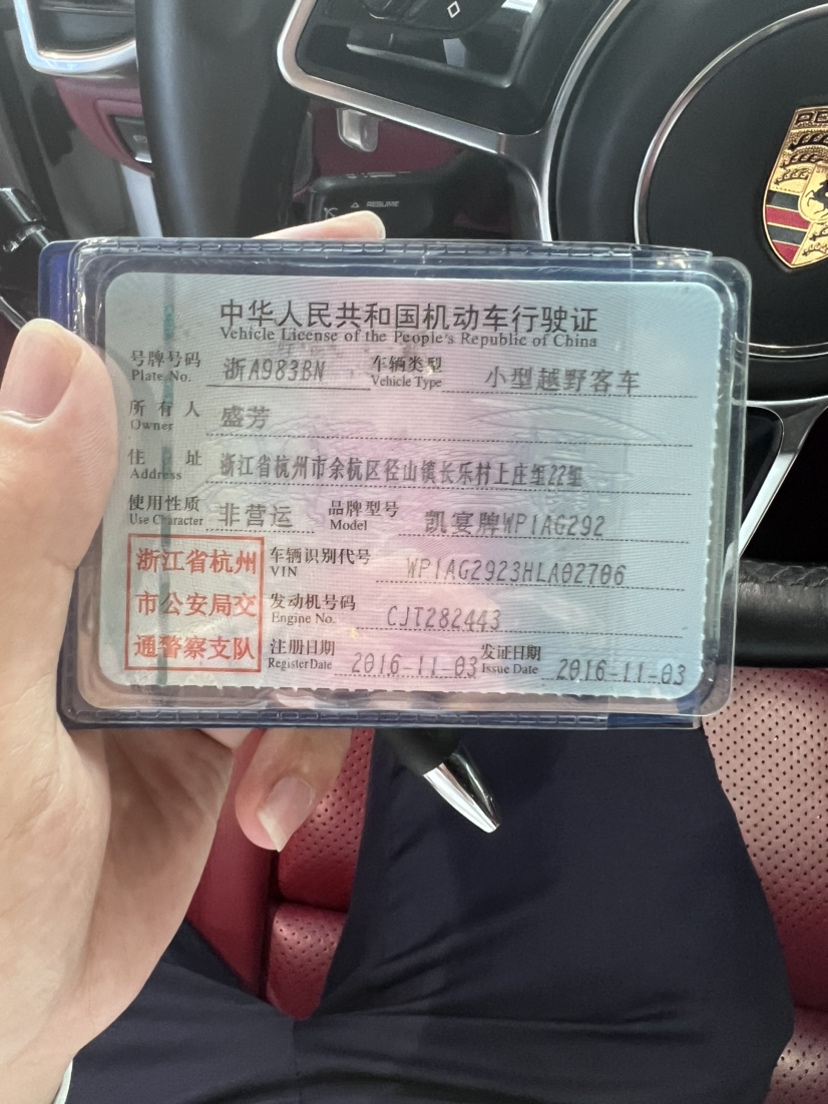 RESUME
中华人民共和国机动车行驶证
Vehicle License of the People's Republic of China
号牌号码 浙A983BN 车辆类型 小型越野客车
Plate No. Vehicle Type
所有人 盛芳
Owner
住址 浙江省杭州市余杭区径山镇长乐村上庄组22组
Address
使用性质 非营运 品牌型号 凯宴牌WP1AG292
Use Character Model
浙江省杭州
市公安局交
通警察支队
车辆识别代号 WP1AG2923HLA02706
VIN
发动机号码 CJT282443
Engine No.
注册日期 2016-11-03 发证日期 2016-11-03
Register Date Issue Date